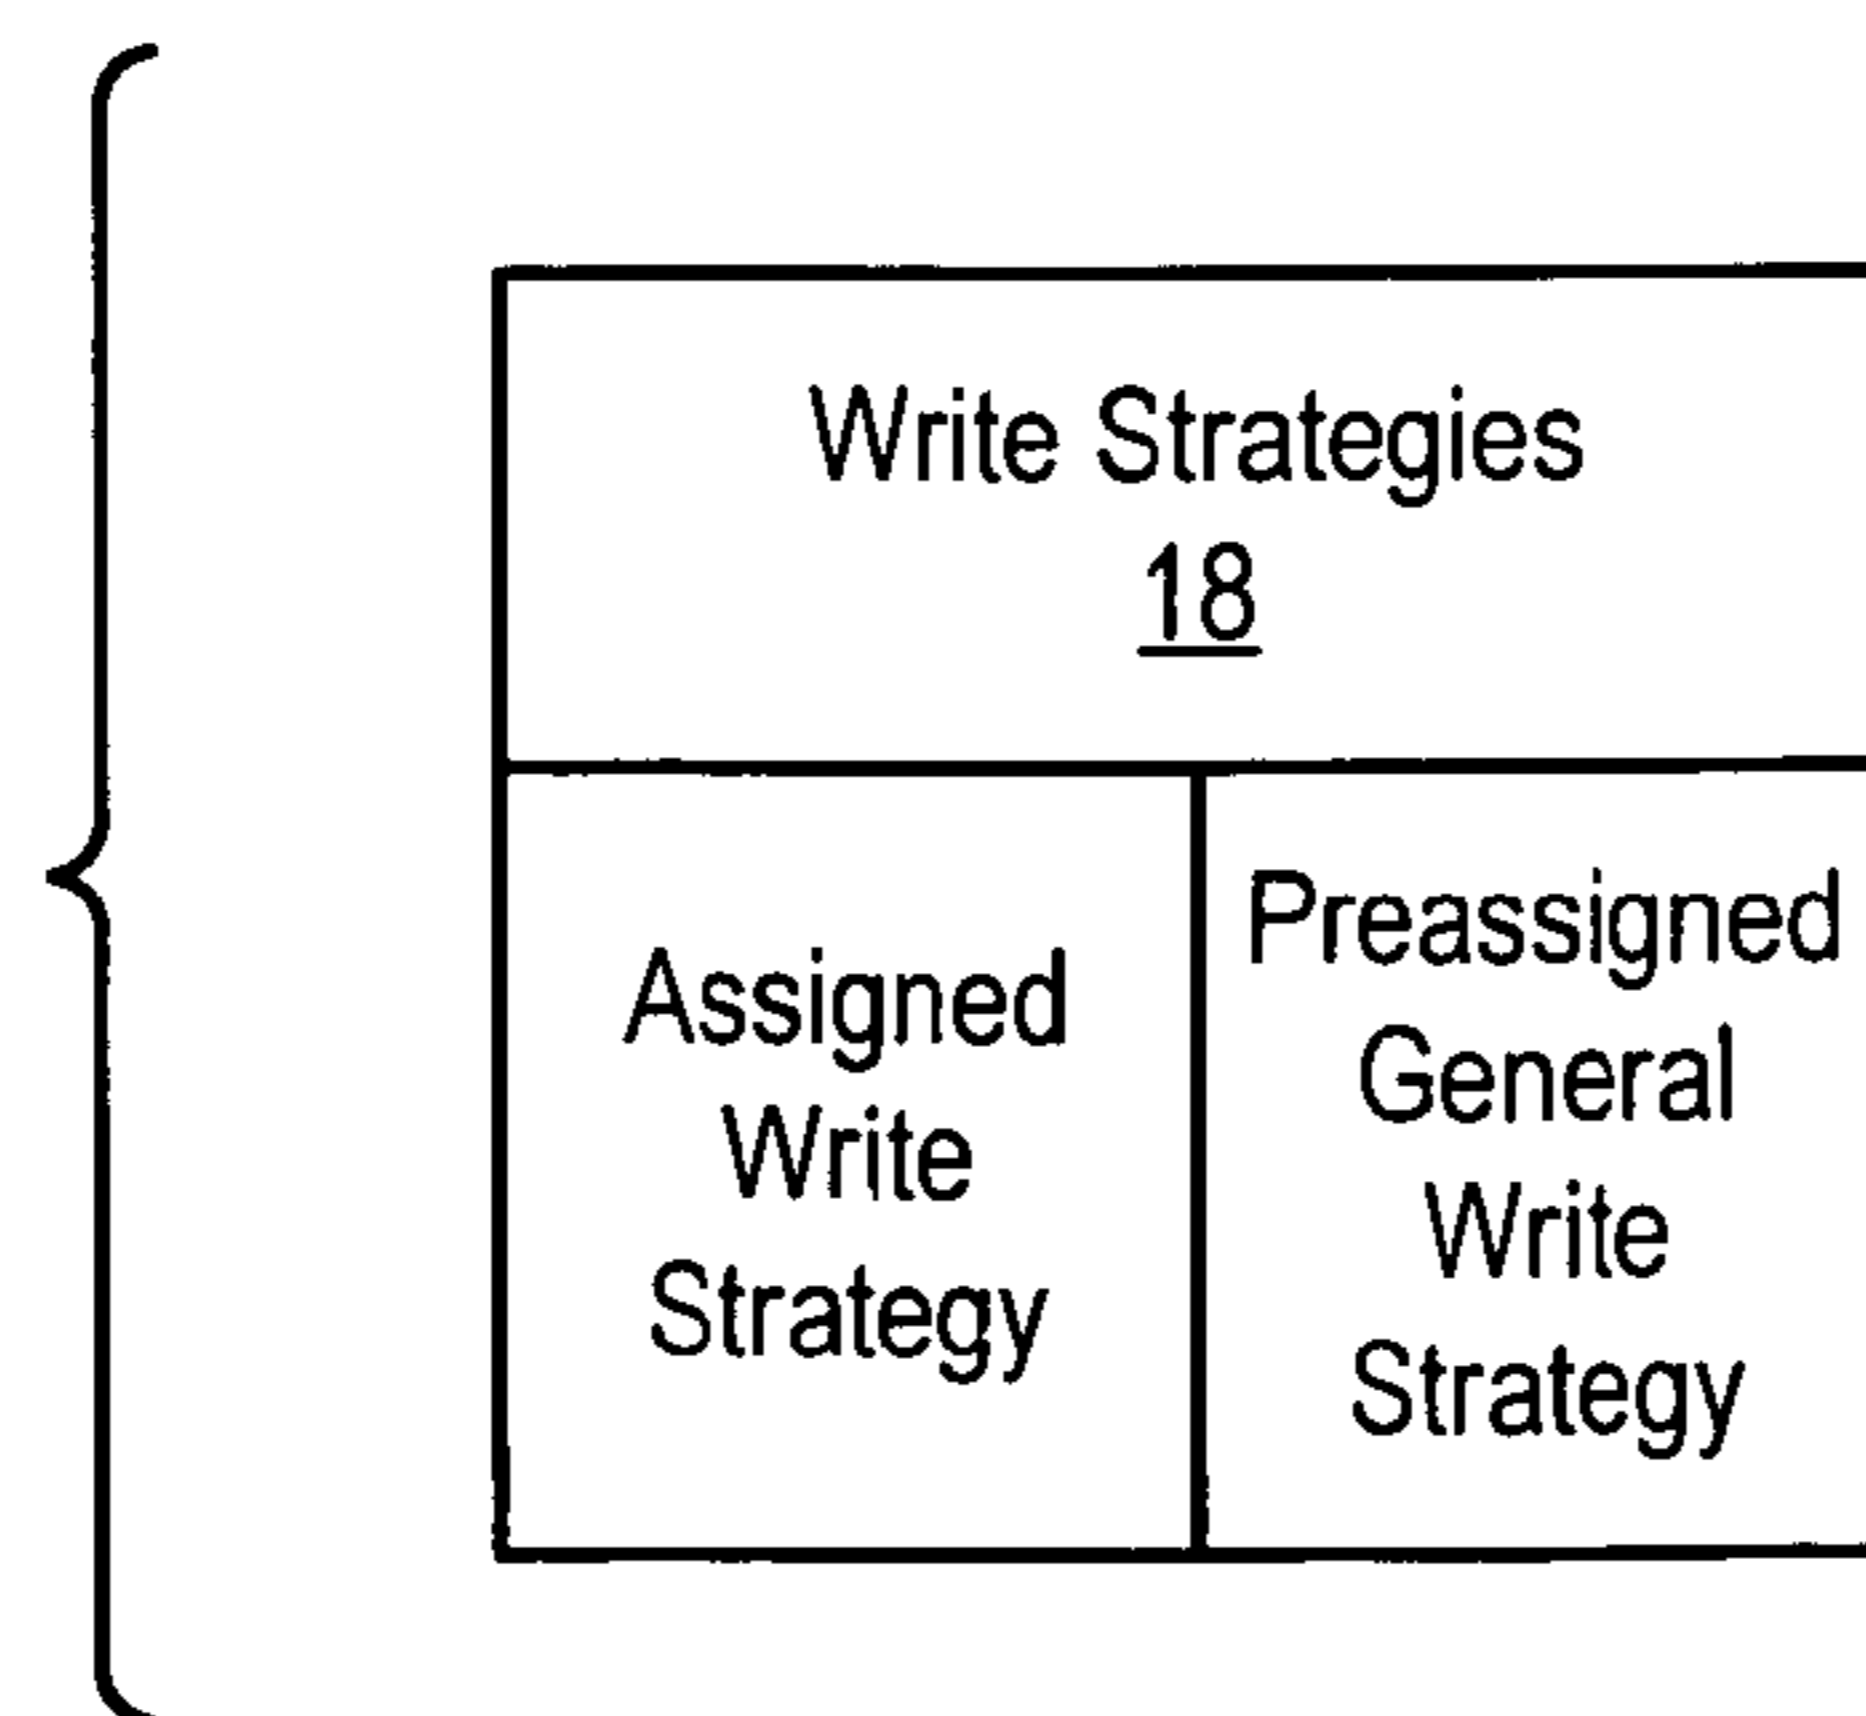 Write Strategies
18
Assigned
Write
Strategy
Preassigned
General
Write
Strategy